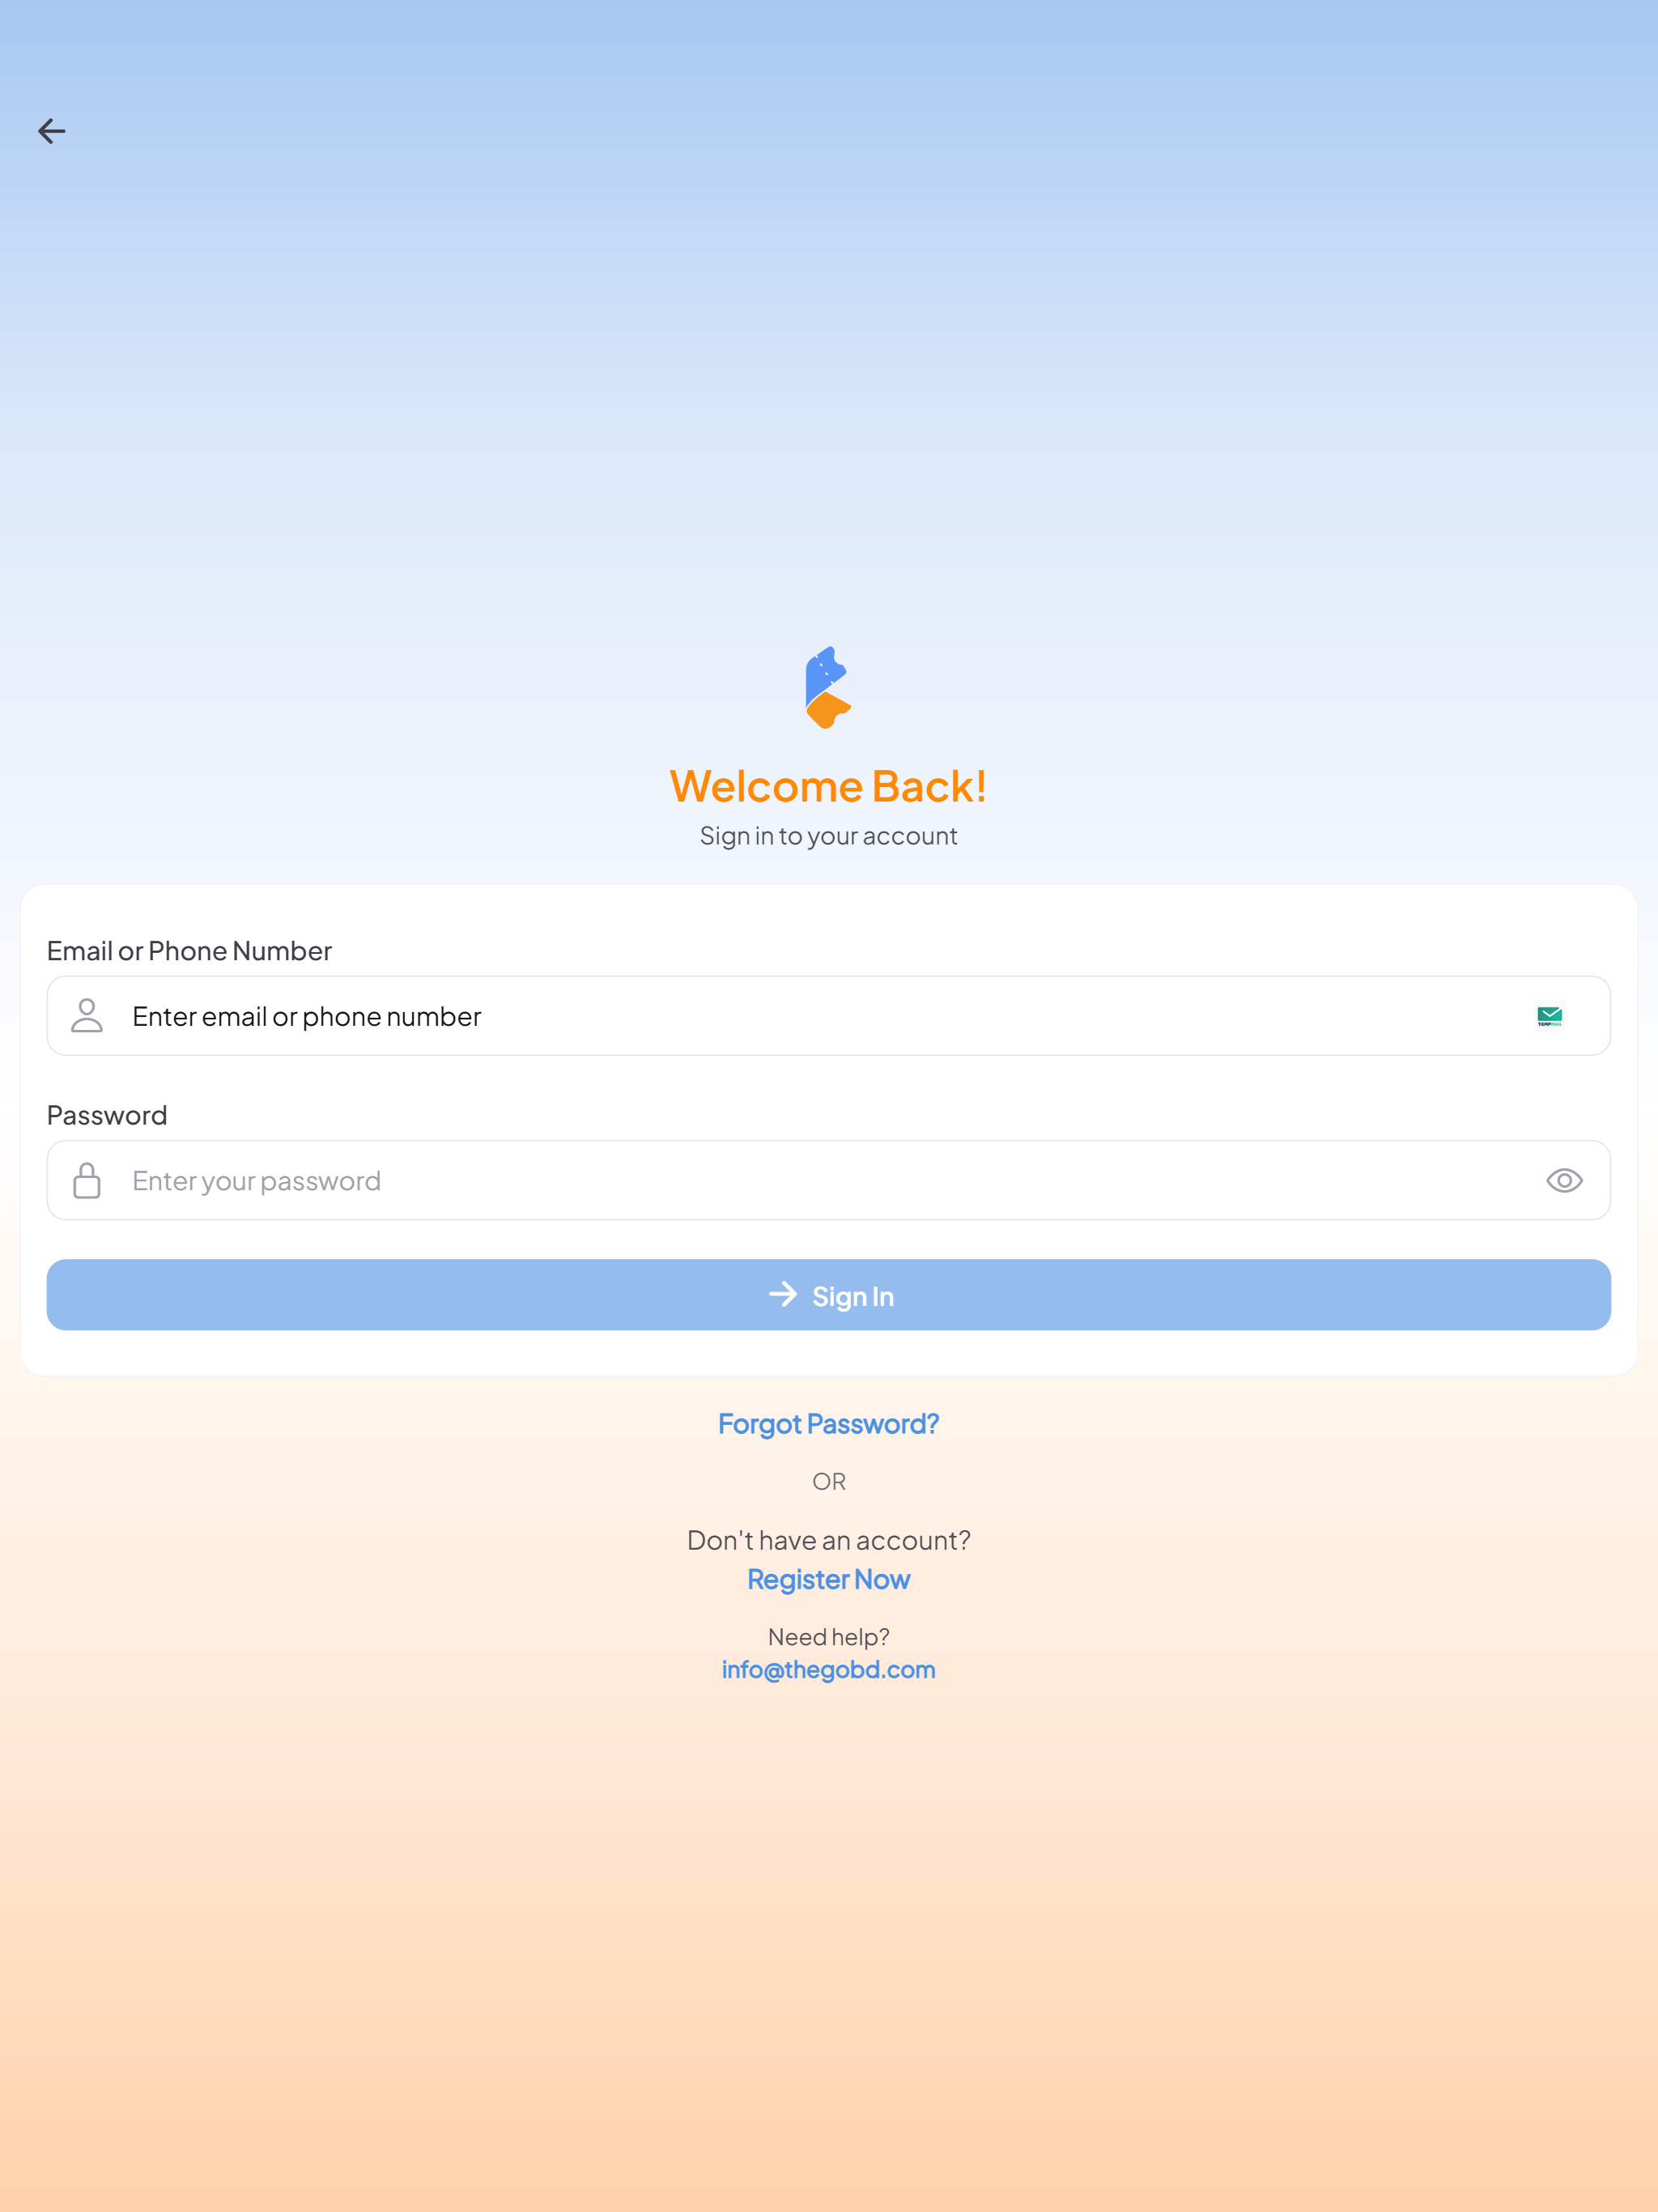 Welcome Back!
Sign in to your account
Email or Phone Number
Enter email or phone number
TEMPMAIL
Password
Enter your password
Sign In
Forgot Password?
OR
Don't have an account?
Register Now
Need help?
info@thegobd.com